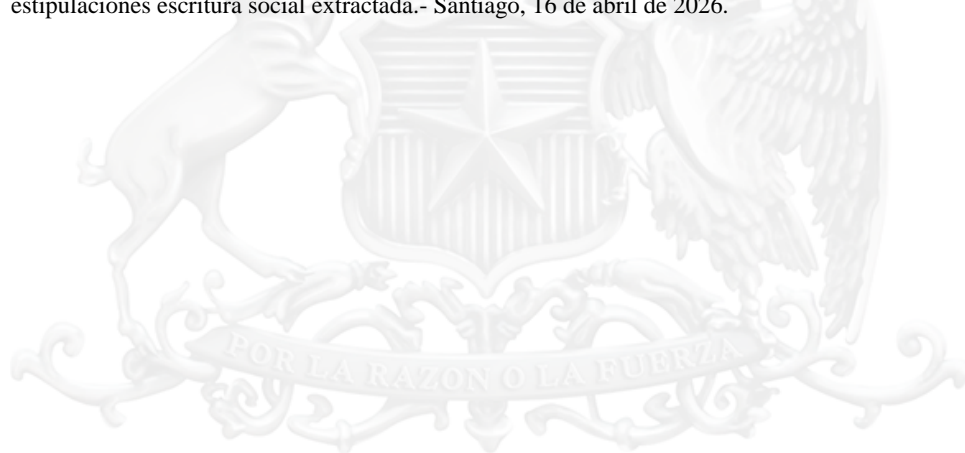 estipulaciones escritura social extractada.- Santiago, 16 de abril de 2026.
POR LA RAZON O LA FUERZA